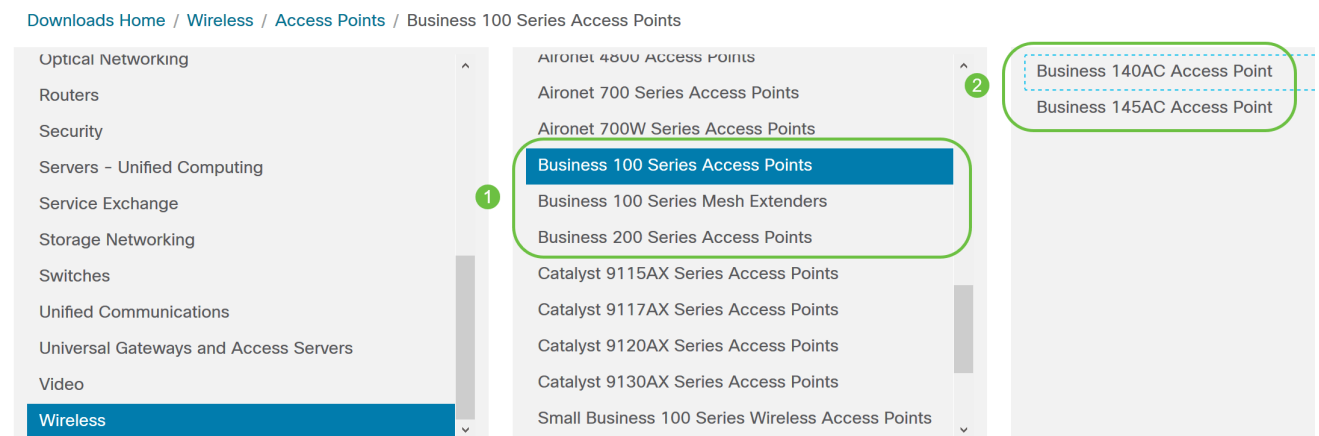 Downloads Home / Wireless / Access Points / Business 100 Series Access Points
Optical Networking
Routers
Security
Servers - Unified Computing
Service Exchange
Storage Networking
Switches
Unified Communications
Universal Gateways and Access Servers
Video
Wireless
1
Aironet 4800 Access Points
Aironet 700 Series Access Points
Aironet 700W Series Access Points
Business 100 Series Access Points
Business 100 Series Mesh Extenders
Business 200 Series Access Points
Catalyst 9115AX Series Access Points
Catalyst 9117AX Series Access Points
Catalyst 9120AX Series Access Points
Catalyst 9130AX Series Access Points
Small Business 100 Series Wireless Access Points
2
Business 140AC Access Point
Business 145AC Access Point